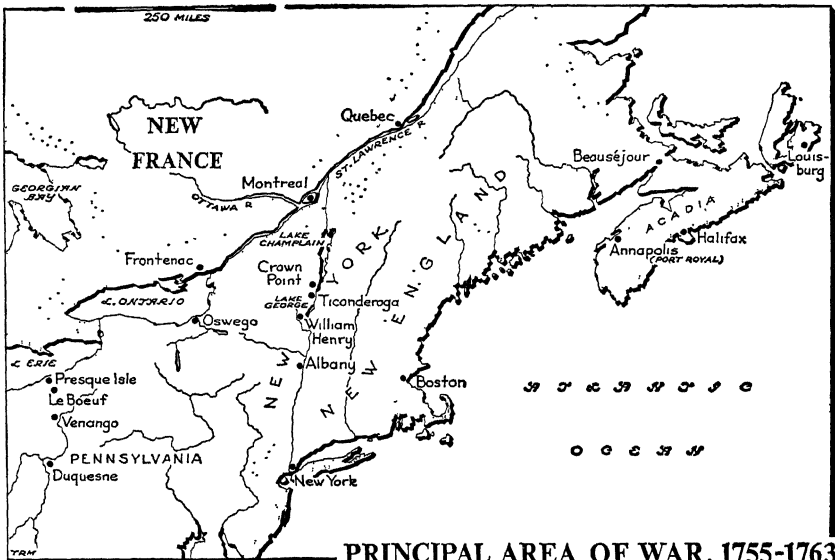 250 MILES
NEW
FRANCE
Quebec
ST. LAWRENCE R
Beauséjour
Louis-
burg
GEORGIAN
BAY
Montreal
OTTAWA R
ACADIA
LAKE
CHAMPLAIN
Halifax
Annapolis
(PORT ROYAL)
Frontenac
Crown
Point
L. ONTARIO
LAKE
GEORGE
Ticonderoga
Oswego
William
Henry
NEW YORK
NEW ENGLAND
L ERIE
Albany
Presque Isle
Boston
ATLANTIC
Le Boeuf
Venango
OCEAN
PENNSYLVANIA
Duquesne
New York
TRM
PRINCIPAL AREA OF WAR, 1755-1763